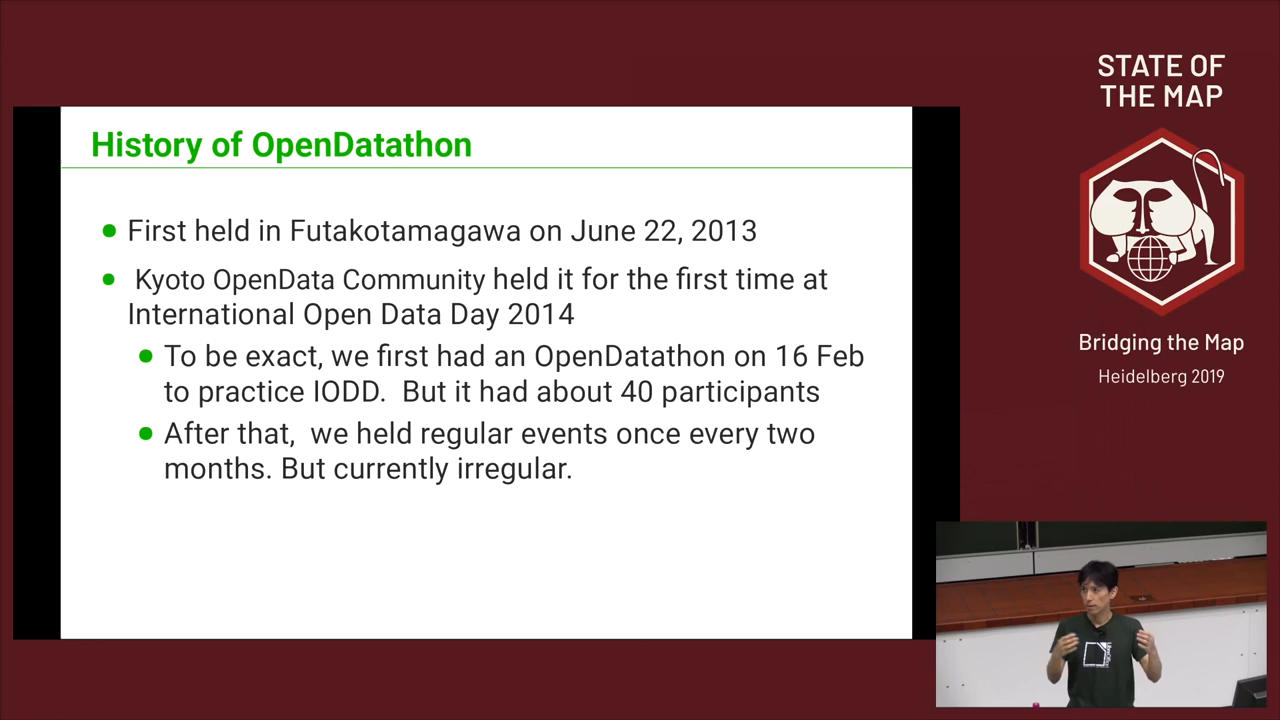 STATE OF
THE MAP
History of OpenDatathon
First held in Futakotamagawa on June 22, 2013
Kyoto OpenData Community held it for the first time at
International Open Data Day 2014
To be exact, we first had an OpenDatathon on 16 Feb
to practice IODD. But it had about 40 participants
After that, we held regular events once every two
months. But currently irregular.
Bridging the Map
Heidelberg 2019